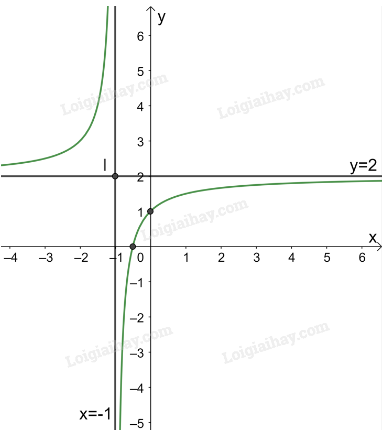 y
6
5
4
3
I
2
y=2
1
x
–4 –3 –2 –1 0 1 2 3 4 5 6
–1
–2
–3
–4
x=-1
–5
Loigiaihay.com
Loigiaihay.com
Loigiaihay.com
Loigiaihay.com
Loigiaihay.com